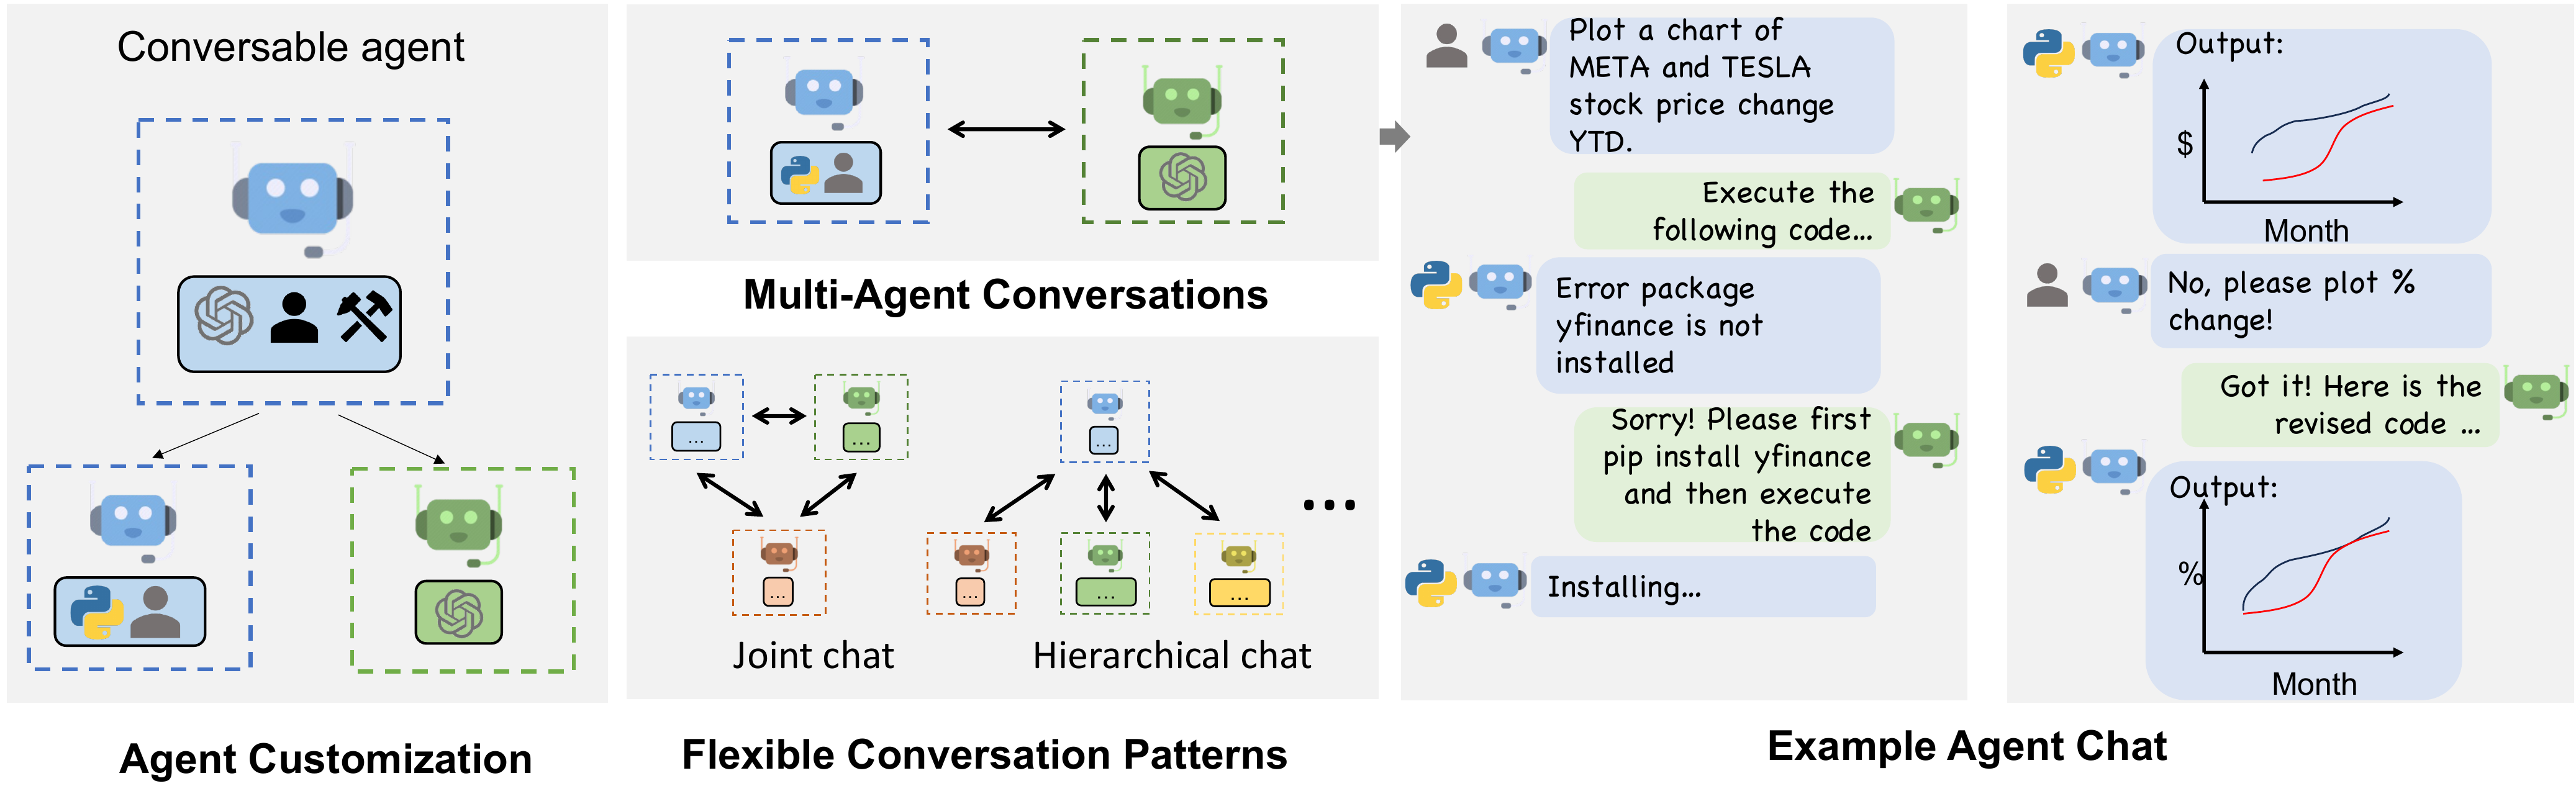 Conversable agent
Agent Customization
Multi-Agent Conversations
...
...
...
...
...
...
...
...
Joint chat
Hierarchical chat
Flexible Conversation Patterns
Plot a chart of
META and TESLA
stock price change
YTD.
Execute the
following code...
Error package
yfinance is not
installed
Sorry! Please first
pip install yfinance
and then execute
the code
Installing...
Output:
$
Month
No, please plot %
change!
Got it! Here is the
revised code ...
Output:
%
Month
Example Agent Chat